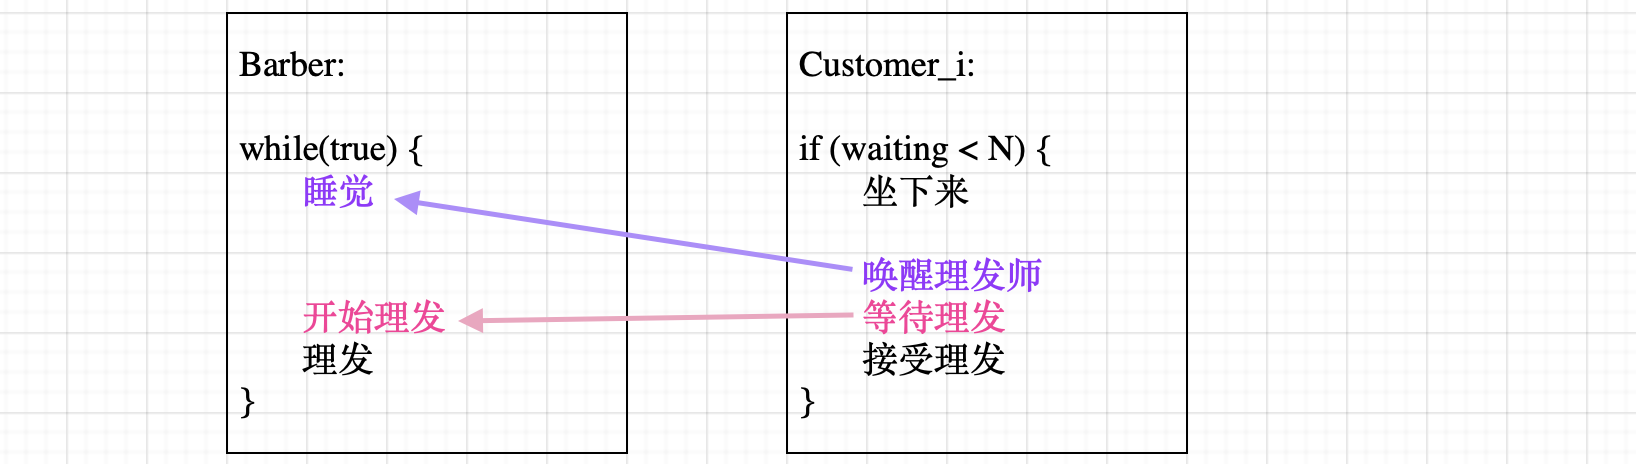 Barber:
while(true) {
睡觉
开始理发
理发
}
Customer_i:
if (waiting < N) {
坐下来
唤醒理发师
等待理发
接受理发
}